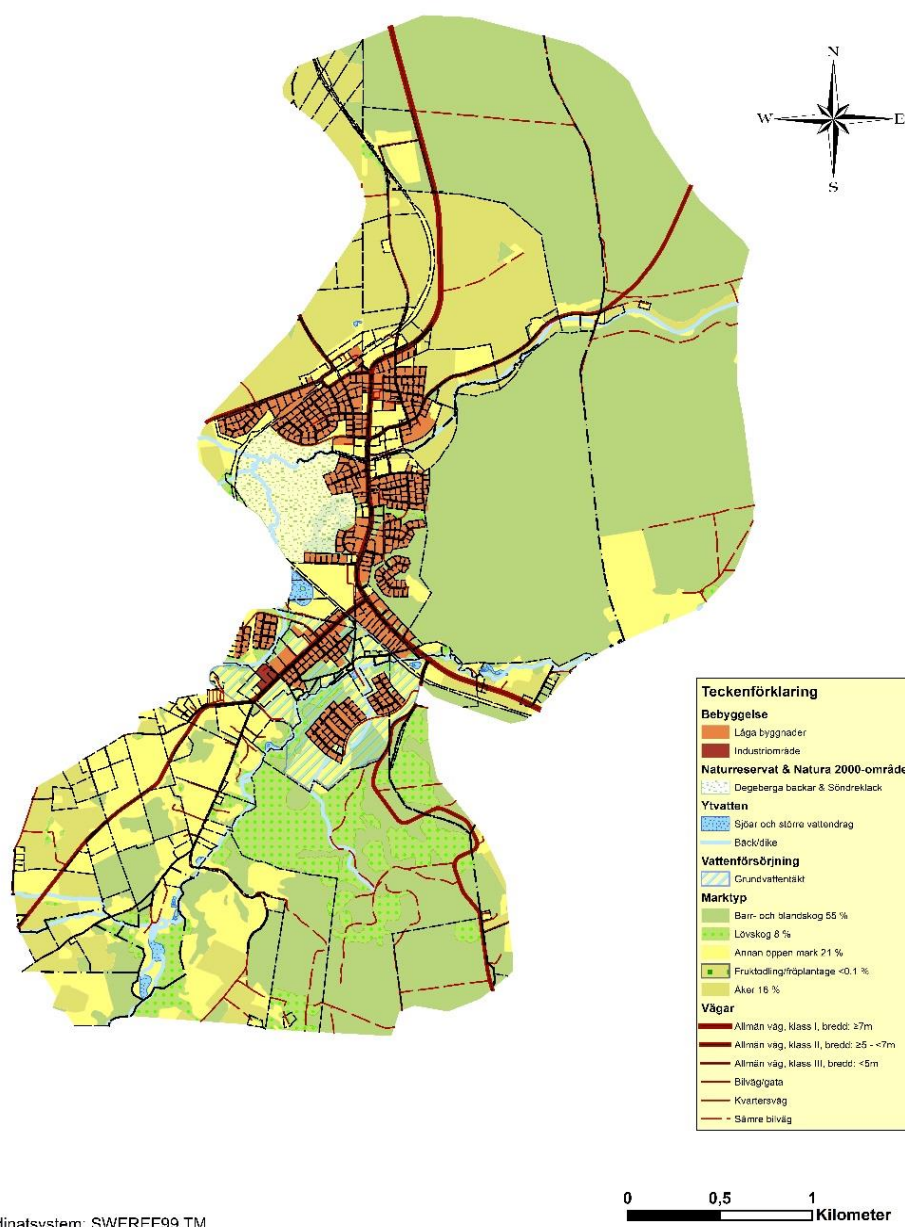 N
W E
S
Teckenförklaring
Bebyggelse
Låga byggnader
Industriområde
Naturreservat & Natura 2000-område
Degeberga backar & Söndreklack
Ytvatten
Sjöar och större vattendrag
Bäck/dike
Vattenförsörjning
Grundvattentäkt
Marktyp
Barr- och blandskog 55 %
Lövskog 8 %
Annan öppen mark 21 %
Fruktodling/fröplantage <0.1 %
Åker 16 %
Vägar
Allmän väg, klass I, bredd: ≥7m
Allmän väg, klass II, bredd: ≥5 - <7m
Allmän väg, klass III, bredd: <5m
Bilväg/gata
Kvartersväg
Sämre bilväg
0 0,5 1
Kilometer
dinatsystem: SWEREF99 TM